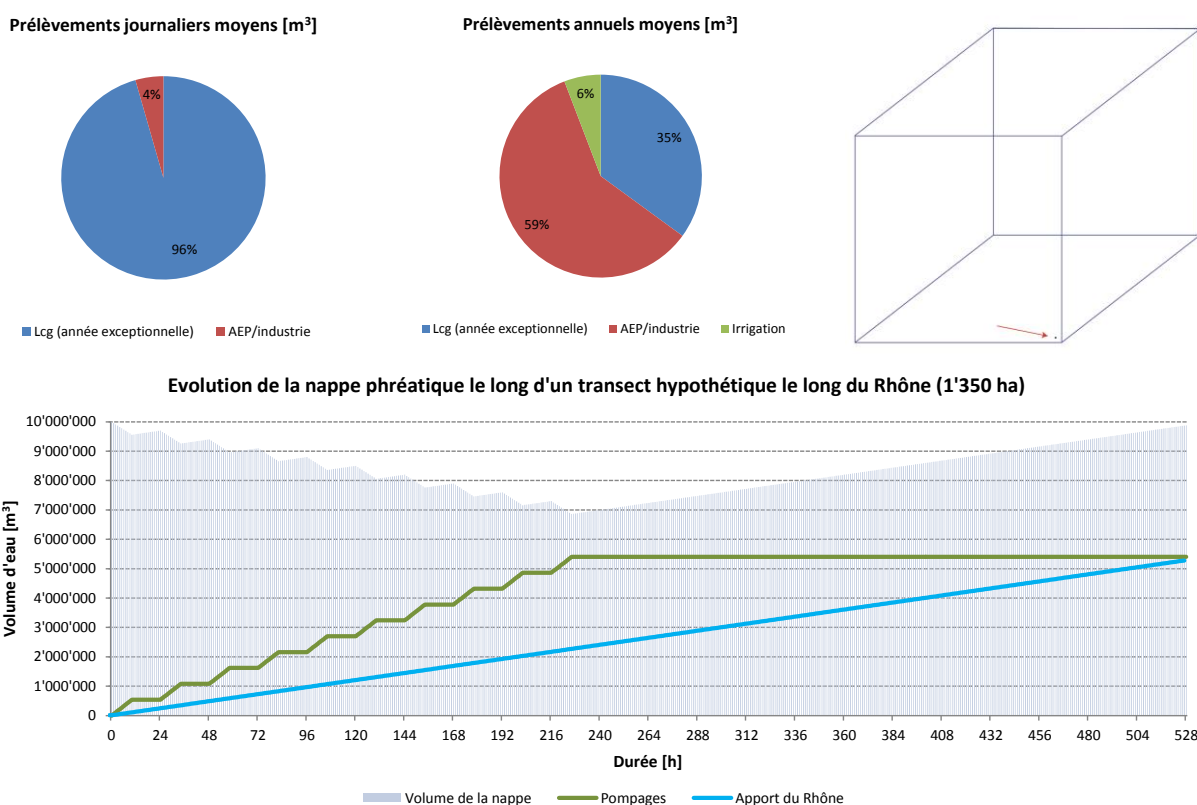 Prélèvements journaliers moyens [m³]
4%
96%
Lcg (année exceptionnelle) AEP/industrie
Prélèvements annuels moyens [m³]
6%
35%
59%
Lcg (année exceptionnelle) AEP/industrie Irrigation
Evolution de la nappe phréatique le long d'un transect hypothétique le long du Rhône (1'350 ha)
Volume d'eau [m³]
10'000'000
9'000'000
8'000'000
7'000'000
6'000'000
5'000'000
4'000'000
3'000'000
2'000'000
1'000'000
0
0 24 48 72 96 120 144 168 192 216 240 264 288 312 336 360 384 408 432 456 480 504 528
Durée [h]
Volume de la nappe Pompages Apport du Rhône